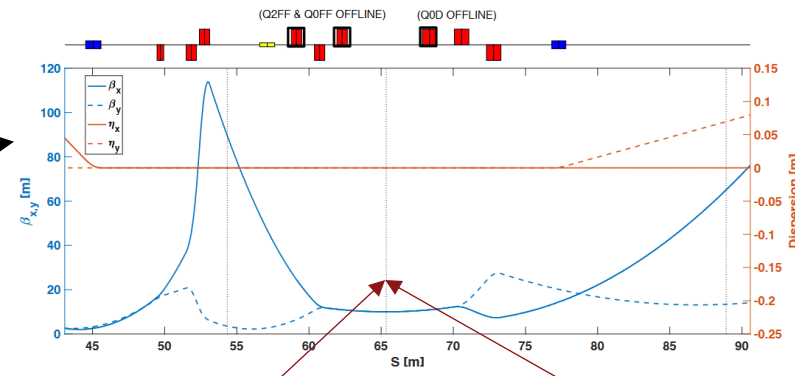 (Q2FF & Q0FF OFFLINE) (Q0D OFFLINE)
120 0.15
100 0.1
80 0.05
60 0
40 -0.05
20 -0.1
0 -0.15
-0.2
-0.25
βx
βy
ηx
ηy
βx,y [m]
Dispersion [m]
45 50 55 60 65 70 75 80 85 90
S [m]